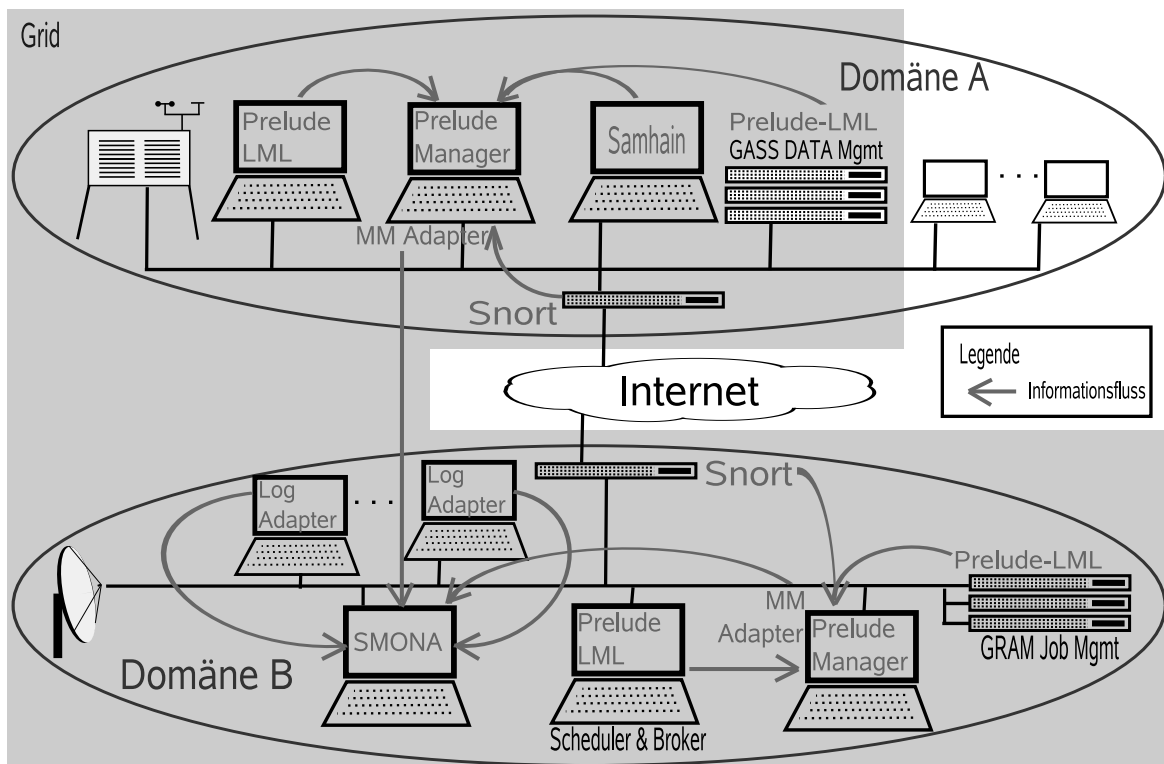 Grid
Domäne A
Prelude
LML
Prelude
Manager
Samhain
Prelude-LML
GASS DATA Mgmt
. . .
MM Adapter
Snort
Legende
Informationsfluss
Internet
Log
Adapter
. . .
Log
Adapter
Snort
Prelude-LML
MM
Adapter
SMONA
Prelude
LML
Prelude
Manager
GRAM Job Mgmt
Domäne B
Scheduler & Broker